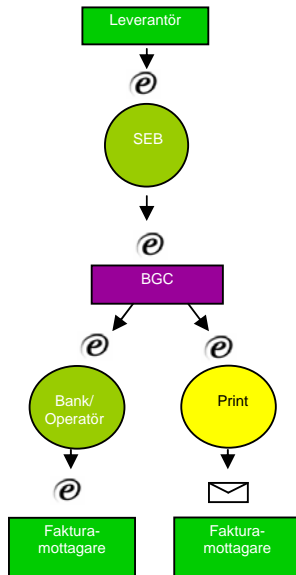 Leverantör
e
SEB
e
BGC
e
e
Bank/
Operatör
Print
e
Faktura-
mottagare
Faktura-
mottagare